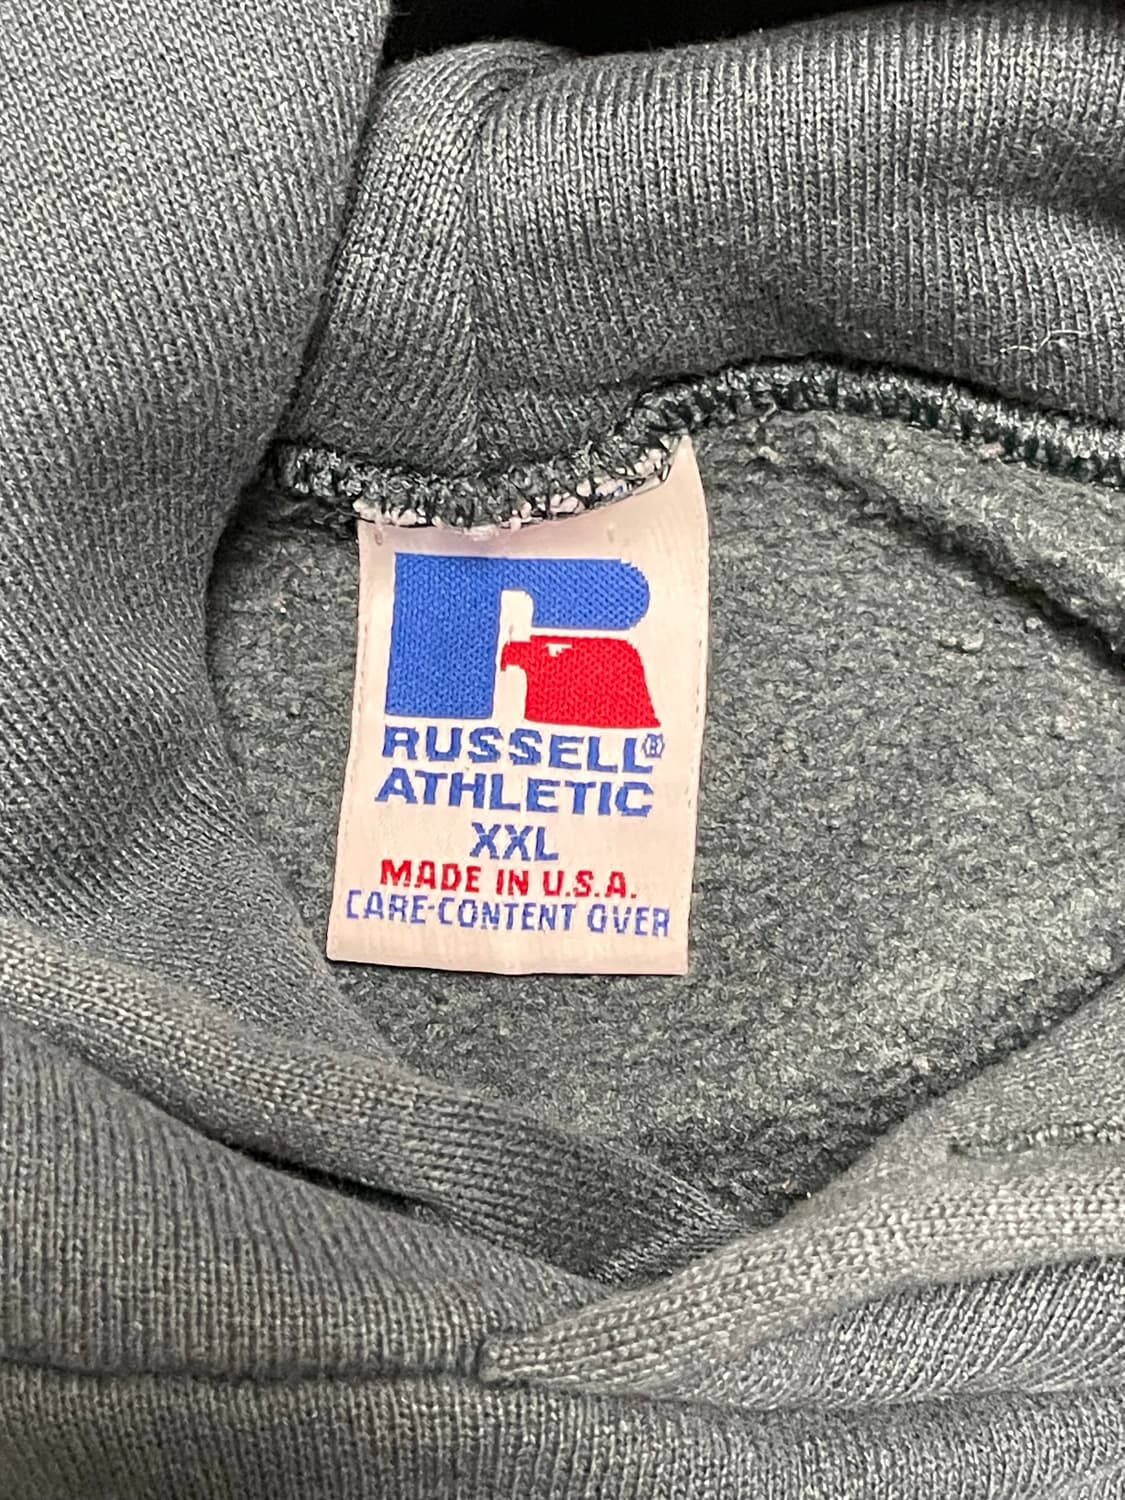 RUSSELL®
ATHLETIC
XXL
MADE IN U.S.A.
CARE-CONTENT OVER